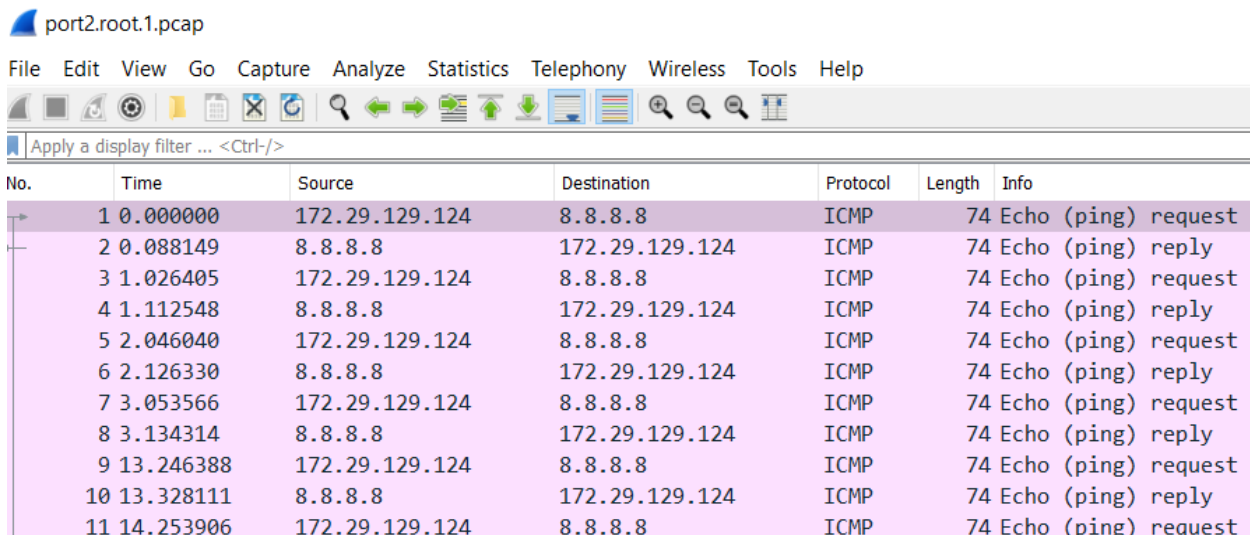 port2.root.1.pcap
File Edit View Go Capture Analyze Statistics Telephony Wireless Tools Help
Apply a display filter ... <Ctrl-/>
No. Time Source Destination Protocol Length Info
1 0.000000 172.29.129.124 8.8.8.8 ICMP 74 Echo (ping) request
2 0.088149 8.8.8.8 172.29.129.124 ICMP 74 Echo (ping) reply
3 1.026405 172.29.129.124 8.8.8.8 ICMP 74 Echo (ping) request
4 1.112548 8.8.8.8 172.29.129.124 ICMP 74 Echo (ping) reply
5 2.046040 172.29.129.124 8.8.8.8 ICMP 74 Echo (ping) request
6 2.126330 8.8.8.8 172.29.129.124 ICMP 74 Echo (ping) reply
7 3.053566 172.29.129.124 8.8.8.8 ICMP 74 Echo (ping) request
8 3.134314 8.8.8.8 172.29.129.124 ICMP 74 Echo (ping) reply
9 13.246388 172.29.129.124 8.8.8.8 ICMP 74 Echo (ping) request
10 13.328111 8.8.8.8 172.29.129.124 ICMP 74 Echo (ping) reply
11 14.253906 172.29.129.124 8.8.8.8 ICMP 74 Echo (ping) request